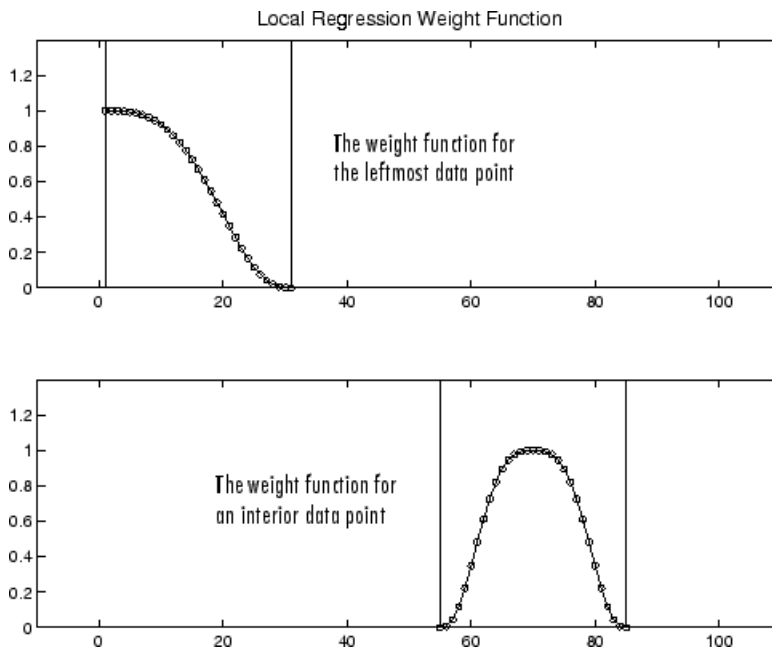 Local Regression Weight Function
1.2
1
0.8
0.6
0.4
0.2
0
The weight function for
the leftmost data point
0 20 40 60 80 100
1.2
1
0.8
0.6
0.4
0.2
0
The weight function for
an interior data point
0 20 40 60 80 100